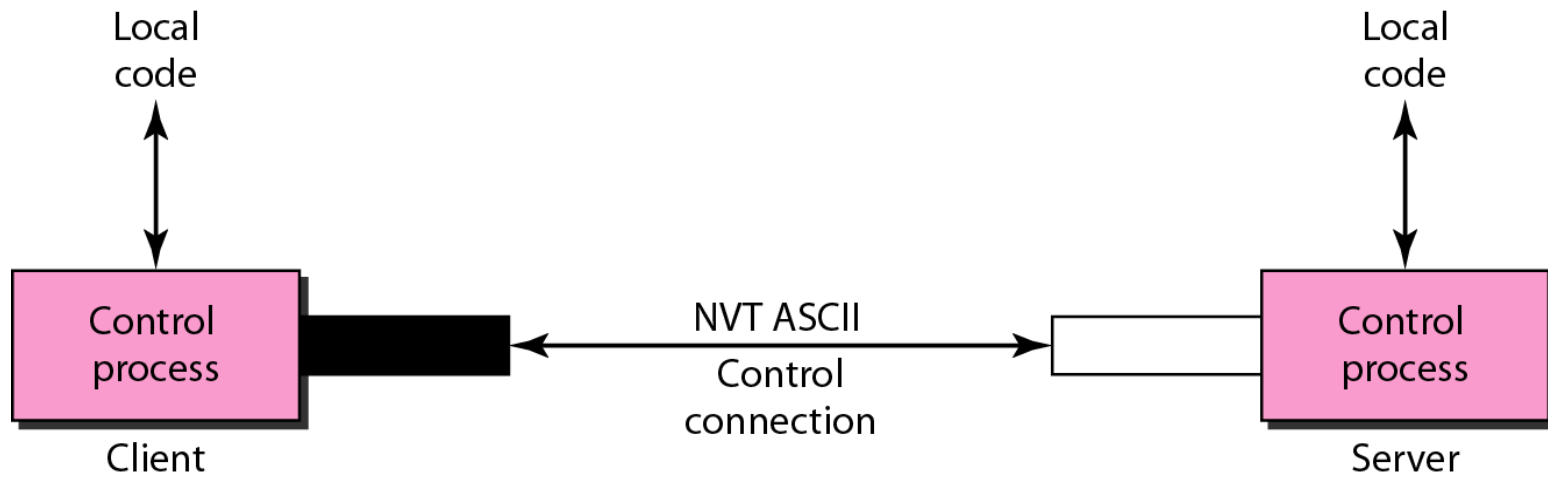 Local
code
Local
code
Control
process
NVT ASCII
Control
connection
Control
process
Client
Server